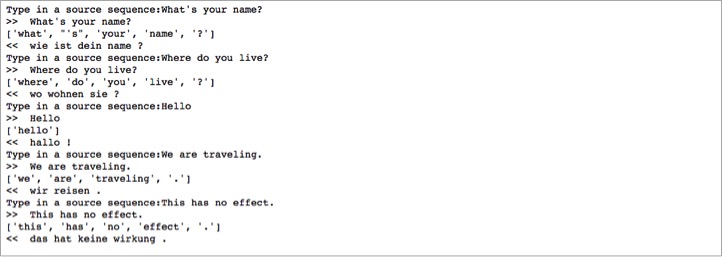 Type in a source sequence:What's your name?
>>  What's your name?
['what', "'s", 'your', 'name', '?']
<<  wie ist dein name ?
Type in a source sequence:Where do you live?
>>  Where do you live?
['where', 'do', 'you', 'live', '?']
<<  wo wohnen sie ?
Type in a source sequence:Hello
>>  Hello
['hello']
<<  hallo !
Type in a source sequence:We are traveling.
>>  We are traveling.
['we', 'are', 'traveling', '.']
<<  wir reisen .
Type in a source sequence:This has no effect.
>>  This has no effect.
['this', 'has', 'no', 'effect', '.']
<<  das hat keine wirkung .